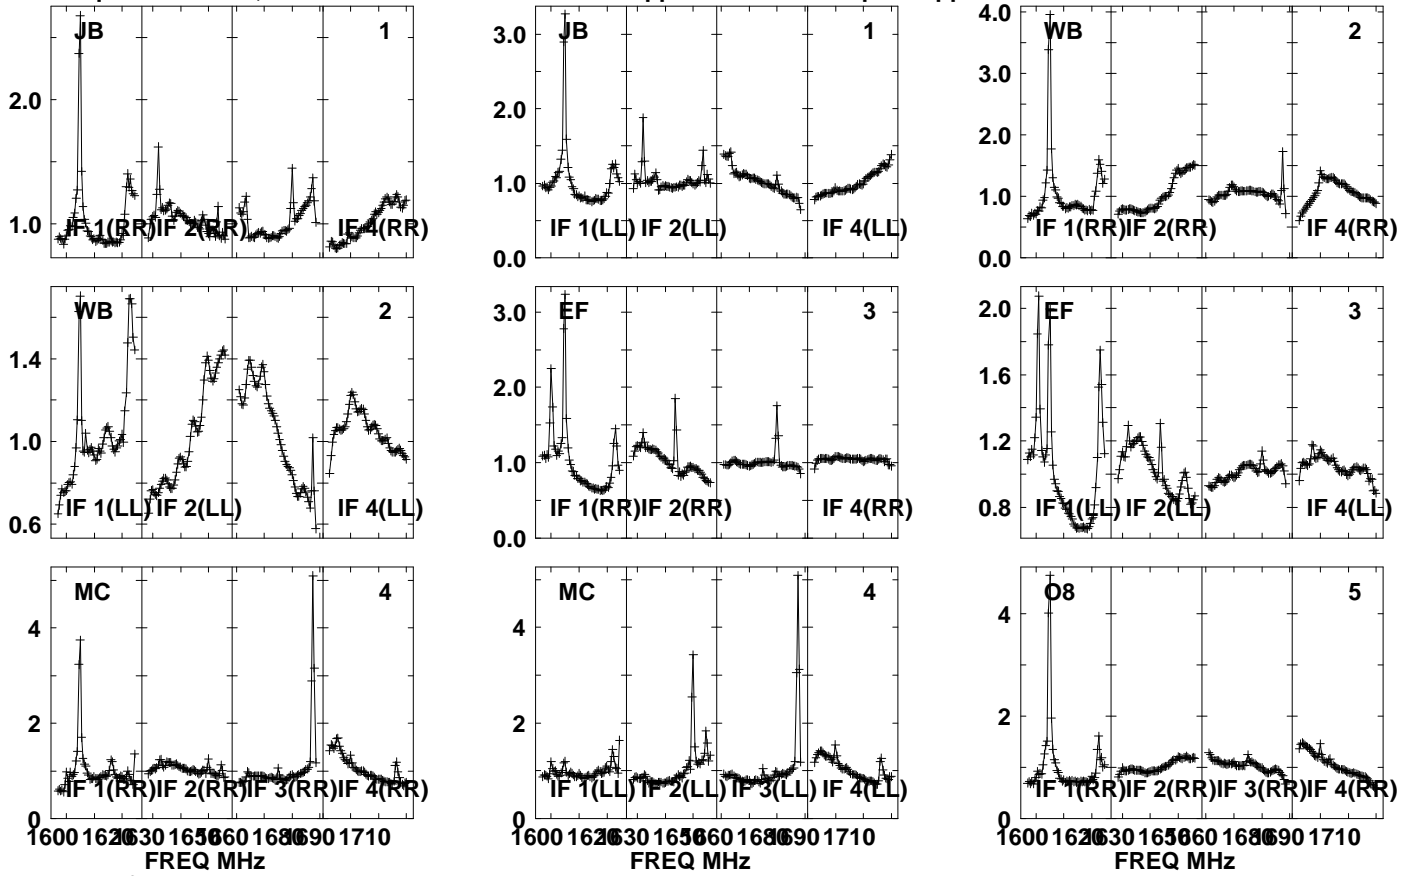 JB 1
2.0
1.0
IF 1(RR) IF 2(RR) IF 4(RR)
JB 1
3.0
2.0
1.0
0.0
IF 1(LL) IF 2(LL) IF 4(LL)
WB 2
4.0
3.0
2.0
1.0
0.0
IF 1(RR) IF 2(RR) IF 4(RR)
WB 2
1.4
1.0
0.6
IF 1(LL) IF 2(LL) IF 4(LL)
EF 3
3.0
2.0
1.0
0.0
IF 1(RR) IF 2(RR) IF 4(RR)
EF 3
2.0
1.6
1.2
0.8
IF 1(LL) IF 2(LL) IF 4(LL)
MC 4
4
2
0
IF 1(RR) IF 2(RR) IF 3(RR) IF 4(RR)
1600 1620 1630 1650 1660 1680 1690 1710
FREQ MHz
MC 4
4
2
0
IF 1(LL) IF 2(LL) IF 3(LL) IF 4(LL)
1600 1620 1630 1650 1660 1680 1690 1710
FREQ MHz
O8 5
4
2
0
IF 1(RR) IF 2(RR) IF 3(RR) IF 4(RR)
1600 1620 1630 1650 1660 1680 1690 1710
FREQ MHz